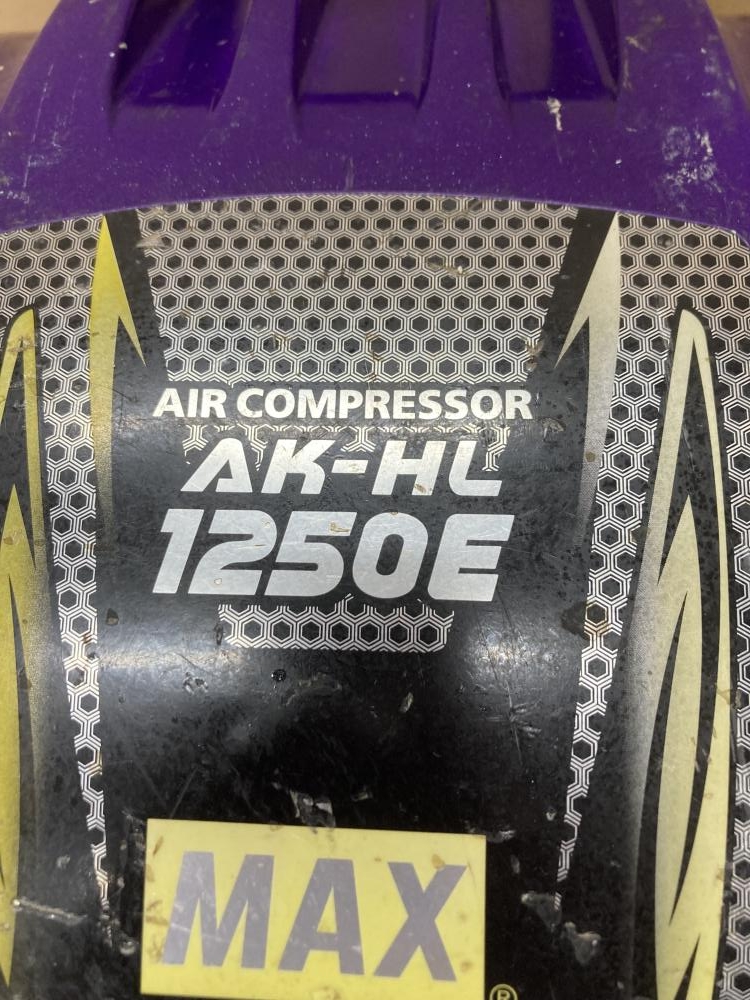 AIR COMPRESSOR
AK-HL
1250E
MAX
®